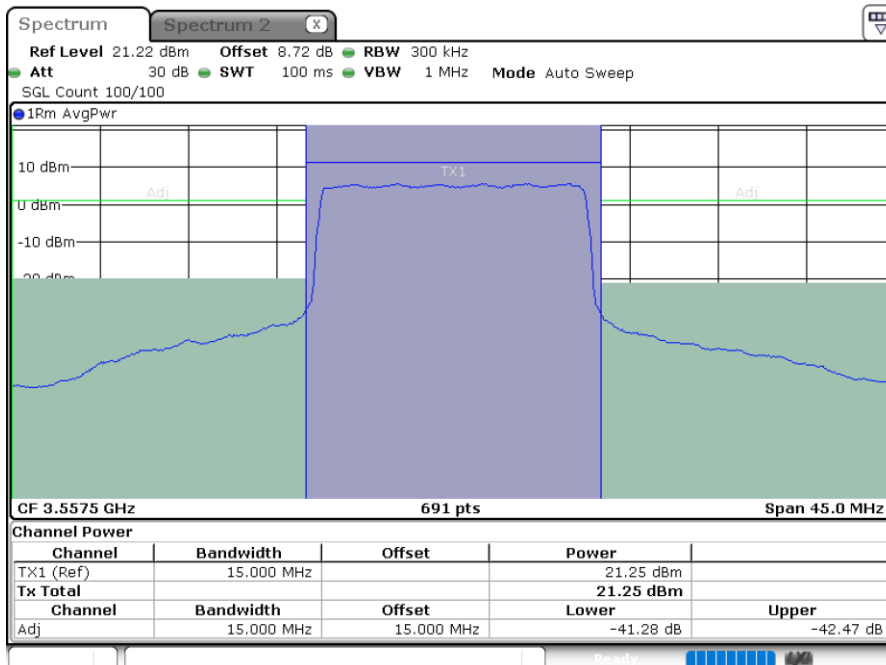 Spectrum Spectrum 2 X
Ref Level 21.22 dBm Offset 8.72 dB RBW 300 kHz
Att 30 dB SWT 100 ms VBW 1 MHz Mode Auto Sweep
SGL Count 100/100
1Rm AvgPwr
10 dBm
TX1
Adj Adj
0 dBm
-10 dBm
-20 dBm
CF 3.5575 GHz 691 pts Span 45.0 MHz
Channel Power
Channel Bandwidth Offset Power
TX1 (Ref) 15.000 MHz 21.25 dBm
Tx Total 21.25 dBm
Channel Bandwidth Offset Lower Upper
Adj 15.000 MHz 15.000 MHz -41.28 dB -42.47 dB
Ready